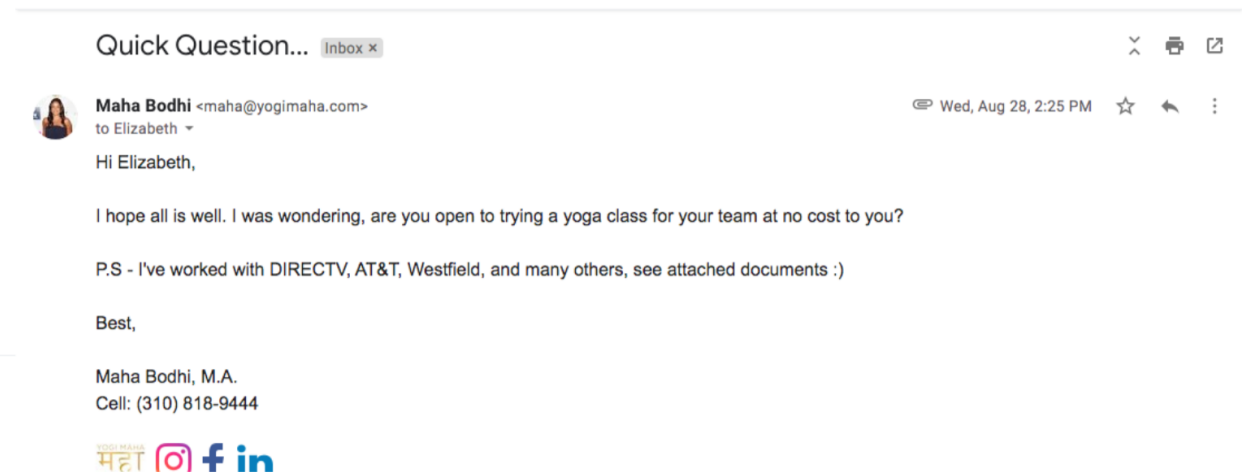 Quick Question... Inbox ×
Maha Bodhi <maha@yogimaha.com> Wed, Aug 28, 2:25 PM
to Elizabeth
Hi Elizabeth,
I hope all is well. I was wondering, are you open to trying a yoga class for your team at no cost to you?
P.S - I've worked with DIRECTV, AT&T, Westfield, and many others, see attached documents :)
Best,
Maha Bodhi, M.A.
Cell: (310) 818-9444
YOGI MAHA
महा f in